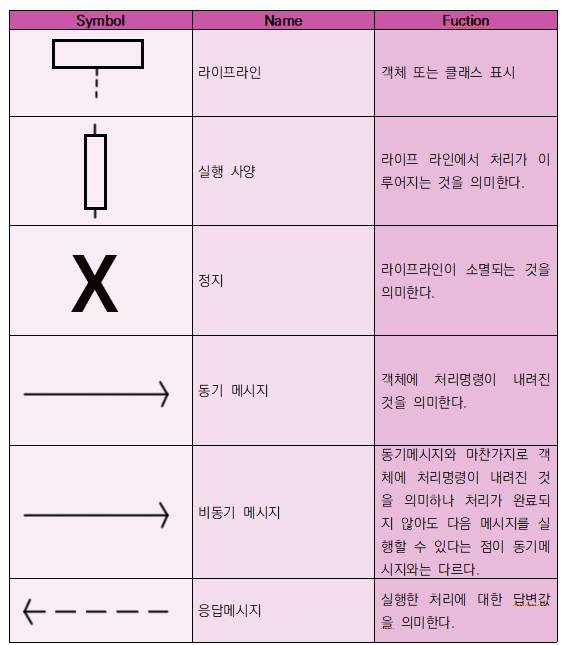 Symbol Name Fuction
라이프라인 객체 또는 클래스 표시
실행 사양 라이프 라인에서 처리가 이
루어지는 것을 의미한다.
X 정지 라이프라인이 소멸되는 것을
의미한다.
동기 메시지 객체에 처리명령이 내려진
것을 의미한다.
비동기 메시지 동기메시지와 마찬가지로 객
체에 처리명령이 내려진 것
을 의미하나 처리가 완료되
지 않아도 다음 메시지를 실
행할 수 있다는 점이 동기메
시지와는 다르다.
응답메시지 실행한 처리에 대한 답변값
을 의미한다.